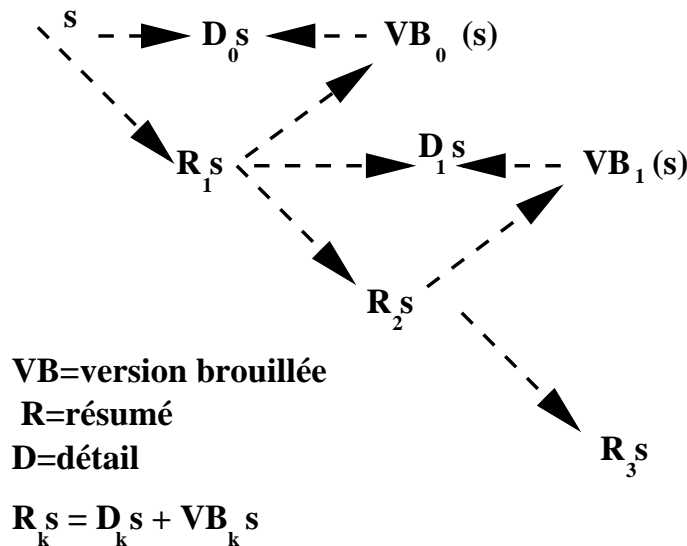 s
D₀s
VB₀ (s)
R₁s
D₁s
VB₁(s)
R₂s
R₃s
VB=version brouillée
R=résumé
D=détail
Rₖs = Dₖs + VBₖs